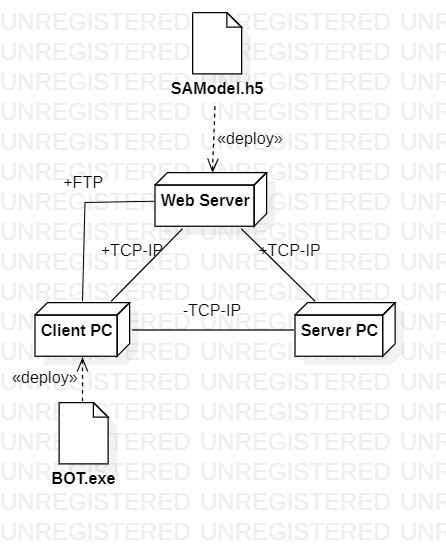 SAModel.h5
«deploy»
+FTP
Web Server
+TCP-IP
+TCP-IP
-TCP-IP
Client PC
Server PC
«deploy»
BOT.exe
UNREGISTERED